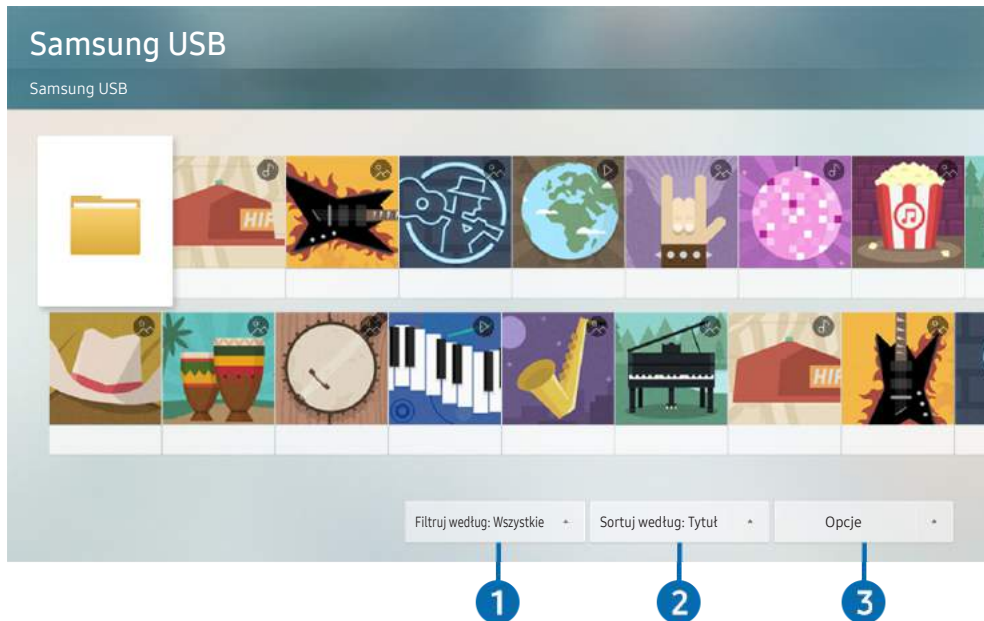 Samsung USB
Samsung USB
HIP
HIP
Filtruj według: Wszystkie
Sortuj według: Tytuł
Opcje
1
2
3